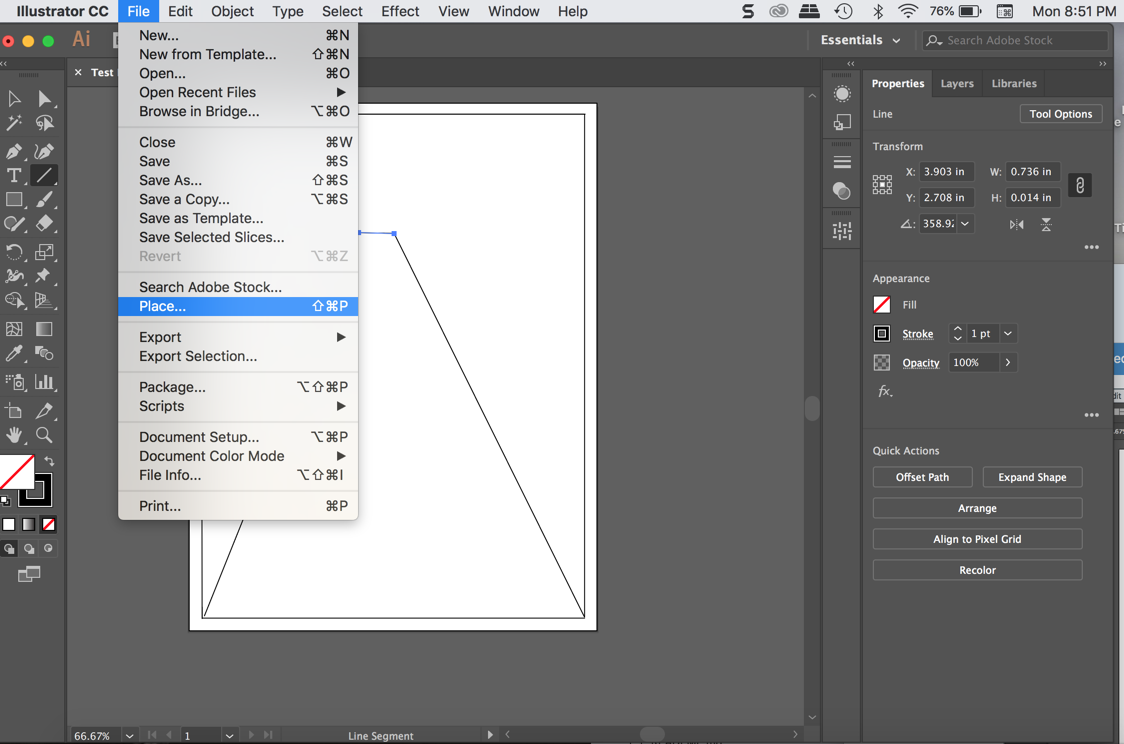 Illustrator CC File Edit Object Type Select Effect View Window Help 76% Mon 8:51 PM
Ai
Essentials
Search Adobe Stock
Test
New... ⌘N
New from Template... ⇧⌘N
Open... ⌘O
Open Recent Files
Browse in Bridge... ⌥⌘O
Close ⌘W
Save ⌘S
Save As... ⇧⌘S
Save a Copy... ⌥⌘S
Save as Template...
Save Selected Slices...
Revert ⌥⌘Z
Search Adobe Stock...
Place... ⇧⌘P
Export
Export Selection...
Package... ⌥⇧⌘P
Scripts
Document Setup... ⌥⌘P
Document Color Mode
File Info... ⌥⇧⌘I
Print... ⌘P
Properties Layers Libraries
Line Tool Options
Transform
X: 3.903 in W: 0.736 in
Y: 2.708 in H: 0.014 in
358.9
Appearance
Fill
Stroke 1 pt
Opacity 100%
fx.
Quick Actions
Offset Path Expand Shape
Arrange
Align to Pixel Grid
Recolor
66.67% 1 Line Segment